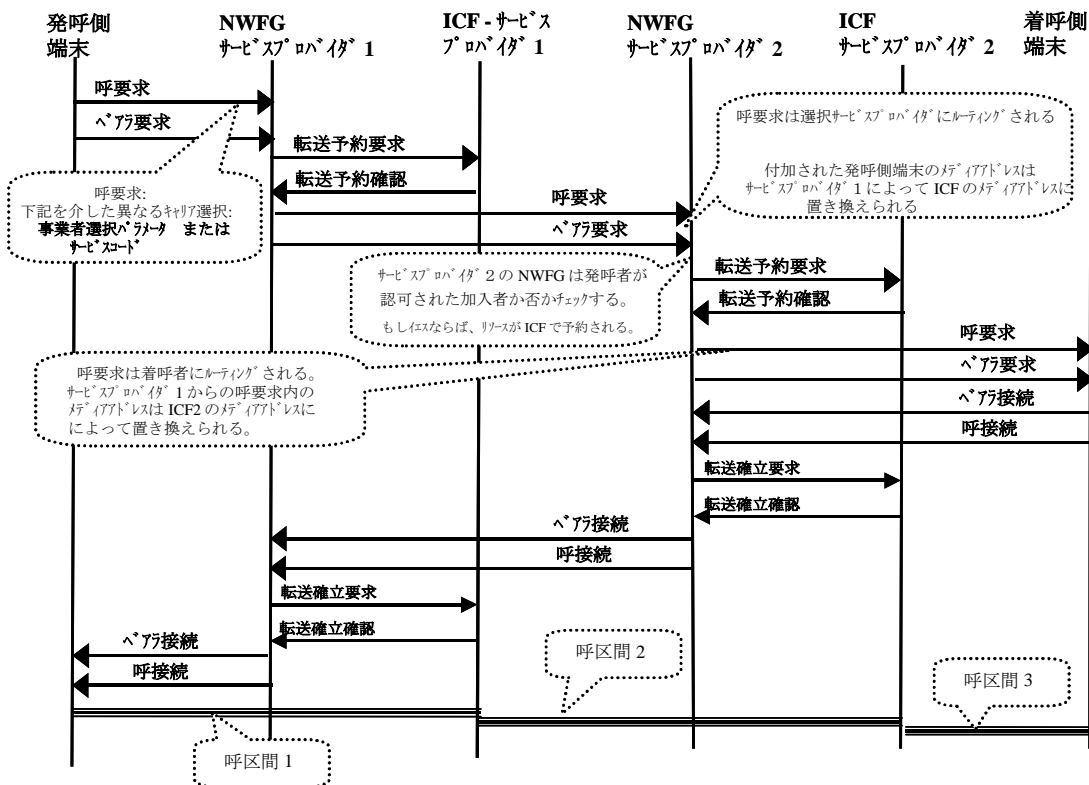 発呼側
端末
NWFG
サービスプロバイダ 1
ICF - サービス
プロバイダ 1
NWFG
サービスプロバイダ 2
ICF
サービスプロバイダ 2
着呼側
端末
呼要求
ベアラ要求
転送予約要求
転送予約確認
呼要求
ベアラ要求
呼要求:
下記を介した異なるキャリア選択:
事業者選択パラメータ または
サービスコード
呼要求は選択サービスプロバイダにルーティングされる
付加された発呼側端末のメディアアドレスは
サービスプロバイダ 1 によって ICF のメディアアドレスに
置き換えられる
サービスプロバイダ 2 の NWFG は発呼者が
認可された加入者か否かチェックする。
もしイエスならば、リソースが ICF で予約される。
転送予約要求
転送予約確認
呼要求
ベアラ要求
ベアラ接続
呼接続
呼要求は着呼者にルーティングされる。
サービスプロバイダ 1 からの呼要求内の
メディアアドレスは ICF2 のメディアアドレスに
によって置き換えられる。
転送確立要求
転送確立確認
ベアラ接続
呼接続
転送確立要求
転送確立確認
ベアラ接続
呼接続
呼区間 2
呼区間 3
呼区間 1